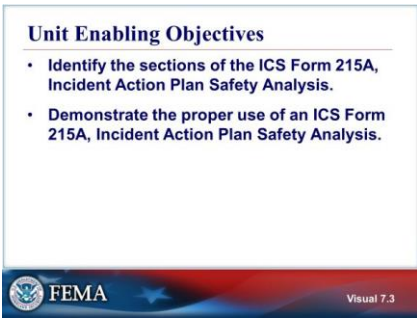 Unit Enabling Objectives
• Identify the sections of the ICS Form 215A,
Incident Action Plan Safety Analysis.
• Demonstrate the proper use of an ICS Form
215A, Incident Action Plan Safety Analysis.
FEMA
Visual 7.3